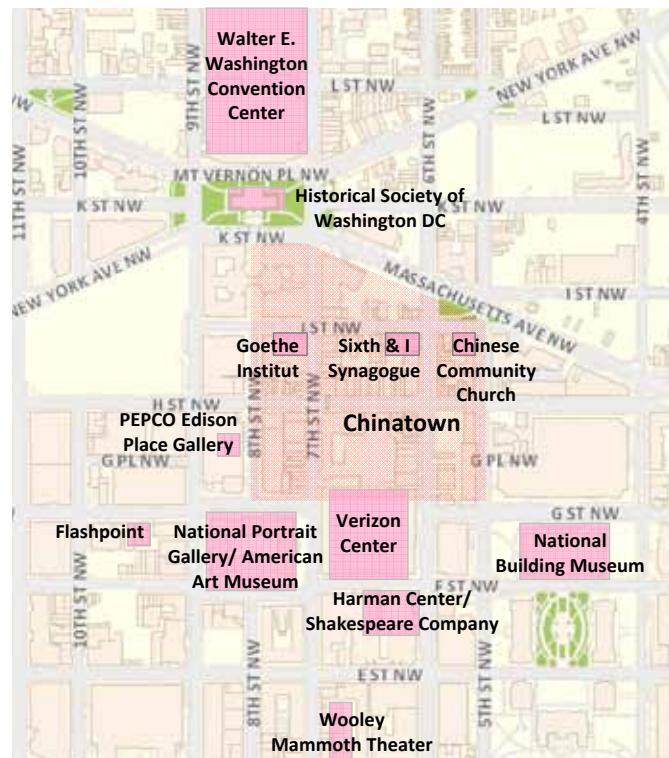 Walter E.
Washington
Convention
Center
L ST NW
NEW YORK AVE NW
L ST NW
11TH ST NW
10TH ST NW
9TH ST NW
6TH ST NW
4TH ST NW
MT VERNON PL NW
K ST NW
Historical Society of
Washington DC
K ST NW
K ST NW
NEW YORK AVE NW
MASSACHUSETTS AVE NW
I ST NW
I ST NW
Goethe
Institut
Sixth & I
Synagogue
Chinese
Community
Church
8TH ST NW
7TH ST NW
H ST NW
PEPCO Edison
Place Gallery
Chinatown
G PL NW
G PL NW
G ST NW
Flashpoint
National Portrait
Gallery/ American
Art Museum
Verizon
Center
National
Building Museum
F ST NW
Harman Center/
Shakespeare Company
10TH ST NW
8TH ST NW
5TH ST NW
E ST NW
Wooley
Mammoth Theater